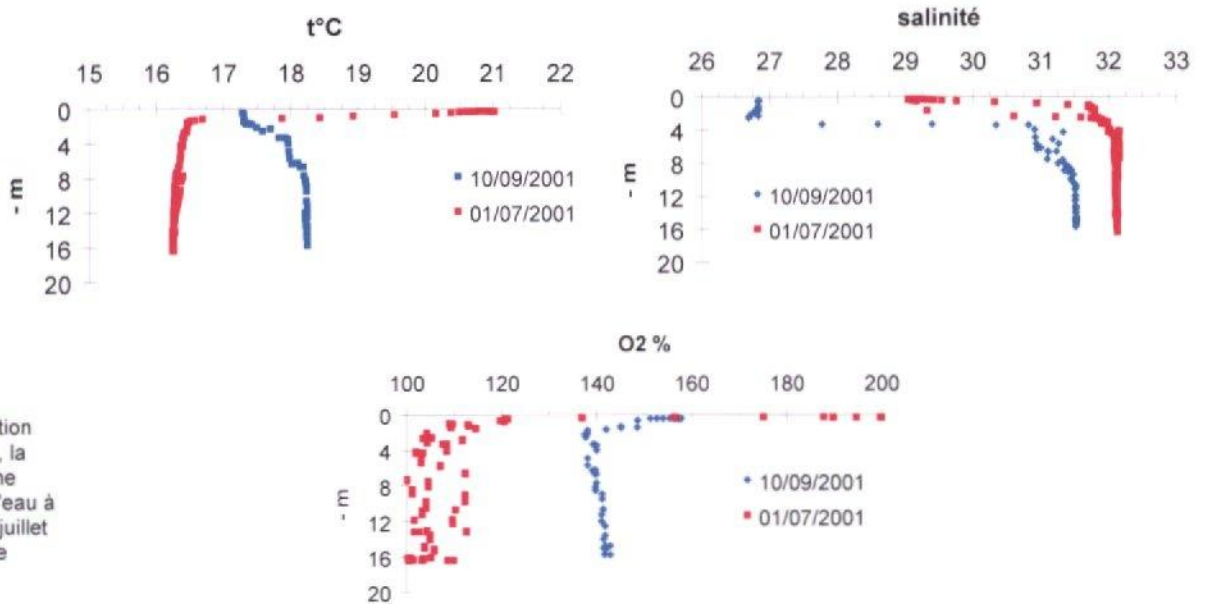 t°C
15 16 17 18 19 20 21 22
0
4
8
12
16
20
- m
10/09/2001
01/07/2001
salinité
26 27 28 29 30 31 32 33
0
4
8
12
16
20
- m
10/09/2001
01/07/2001
O2 %
100 120 140 160 180 200
0
4
8
12
16
20
- m
10/09/2001
01/07/2001
tion
, la
ne
'eau à
juillet
e